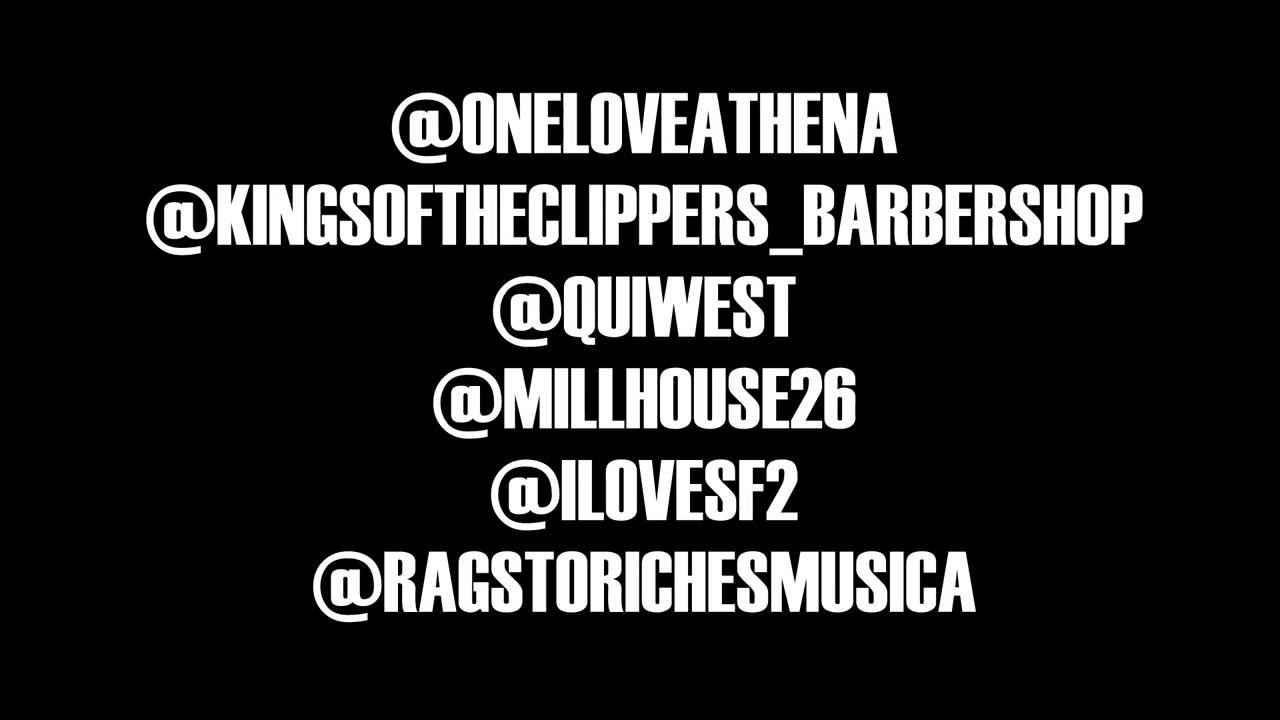 @ONELOVEATHENA
@KINGSOFTHECLIPPERS_BARBERSHOP
@QUIWEST
@MILLHOUSE26
@ILOVESF2
@RAGSTORICHESMUSICA